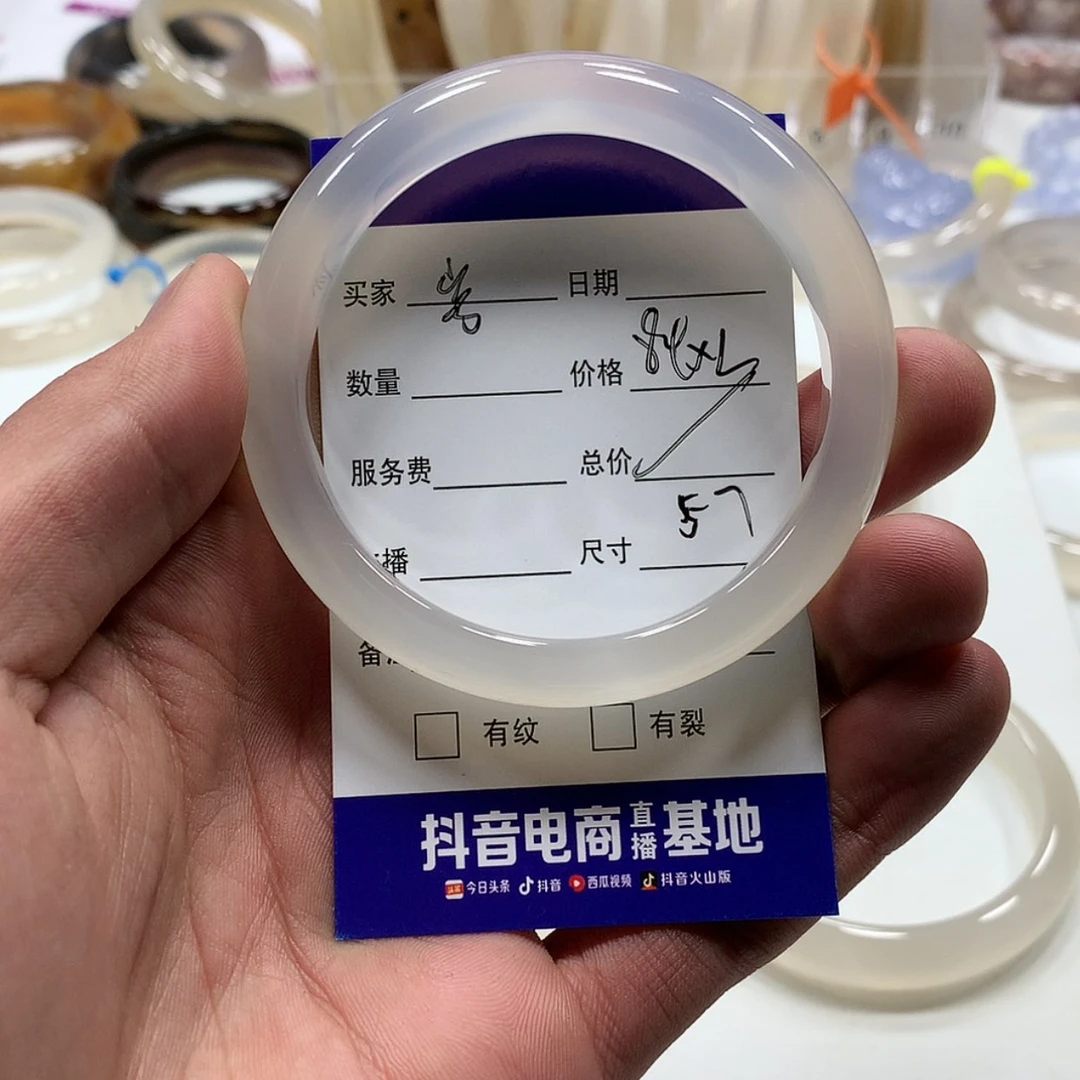 买家 日期
数量 价格
服务费 总价
播 尺寸 57
备
有纹 有裂
抖音电商直播基地
今日头条 抖音 西瓜视频 抖音火山版